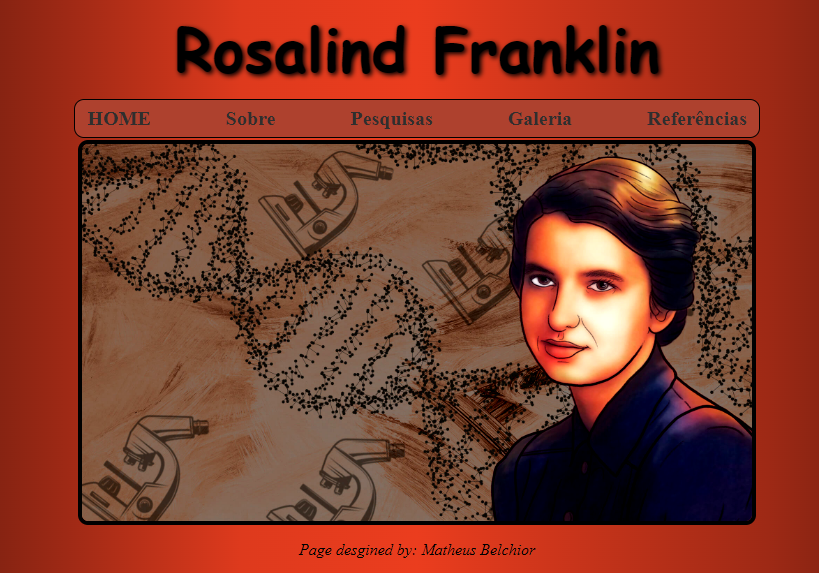 Rosalind Franklin
HOME Sobre Pesquisas Galeria Referências
Page desgined by: Matheus Belchior